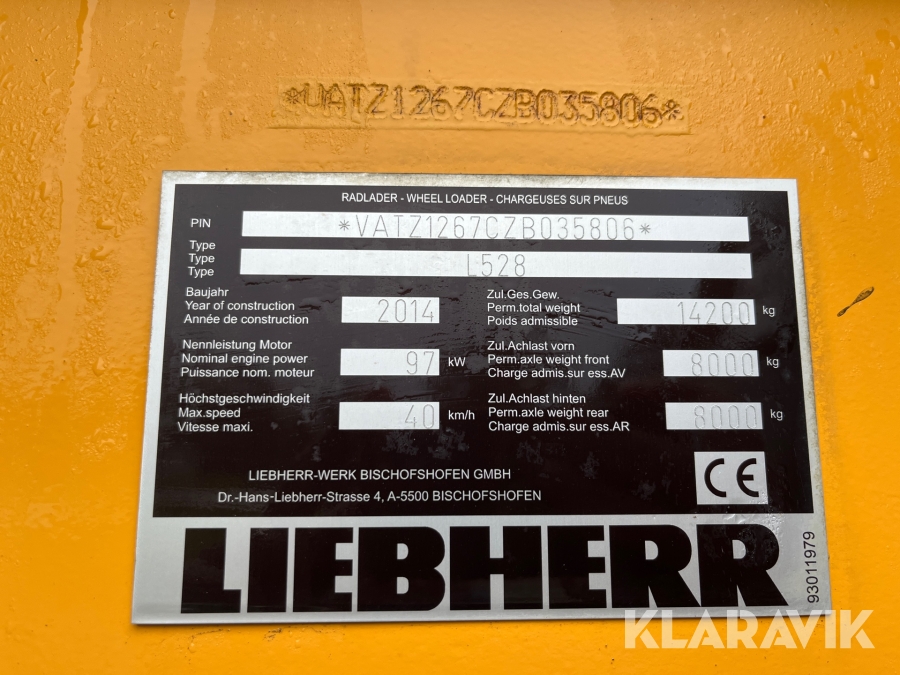 *VATZ1267CZB035806*
RADLADER - WHEEL LOADER - CHARGEUSES SUR PNEUS
PIN *VATZ1267CZB035806*
Type
Type L528
Type
Baujahr
Year of construction 2014
Année de construction
Zul.Ges.Gew.
Perm.total weight 14200 kg
Poids admissible
Nennleistung Motor
Nominal engine power 97 kW
Puissance nom. moteur
Zul.Achlast vorn
Perm.axle weight front 8000 kg
Charge admis.sur ess.AV
Höchstgeschwindigkeit
Max.speed 40 km/h
Vitesse maxi.
Zul.Achlast hinten
Perm.axle weight rear 8000 kg
Charge admis.sur ess.AR
LIEBHERR-WERK BISCHOFSHOFEN GMBH
Dr.-Hans-Liebherr-Strasse 4, A-5500 BISCHOFSHOFEN
CE
LIEBHERR
93011979
KLARAVIK